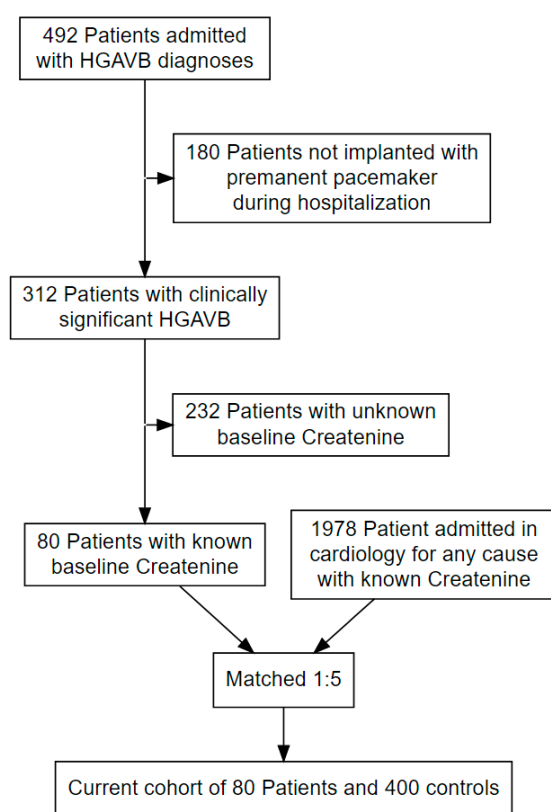 492 Patients admitted
with HGAVB diagnoses
180 Patients not implanted with
premanent pacemaker
during hospitalization
312 Patients with clinically
significant HGAVB
232 Patients with unknown
baseline Createnine
80 Patients with known
baseline Createnine
1978 Patient admitted in
cardiology for any cause
with known Createnine
Matched 1:5
Current cohort of 80 Patients and 400 controls